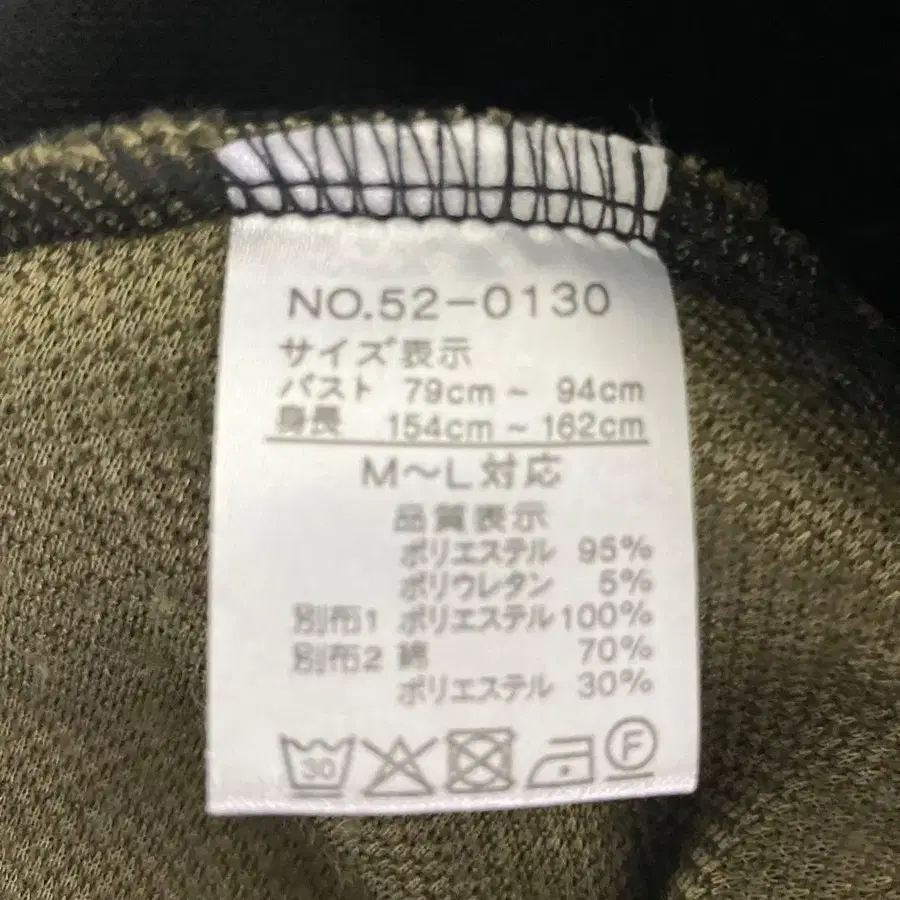 NO.52-0130
サイズ表示
バスト 79cm ~ 94cm
身長 154cm ~ 162cm
M～L対応
品質表示
ポリエステル 95%
ポリウレタン 5%
別布1 ポリエステル 100%
別布2 綿 70%
ポリエステル 30%
30
F